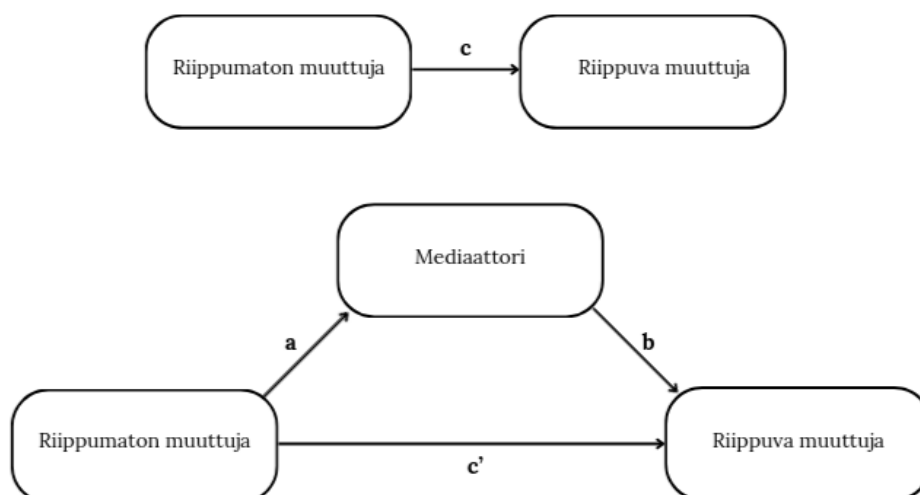 c
Riippumaton muuttuja
Riippuva muuttuja
Mediaattori
a
b
Riippumaton muuttuja
Riippuva muuttuja
c’